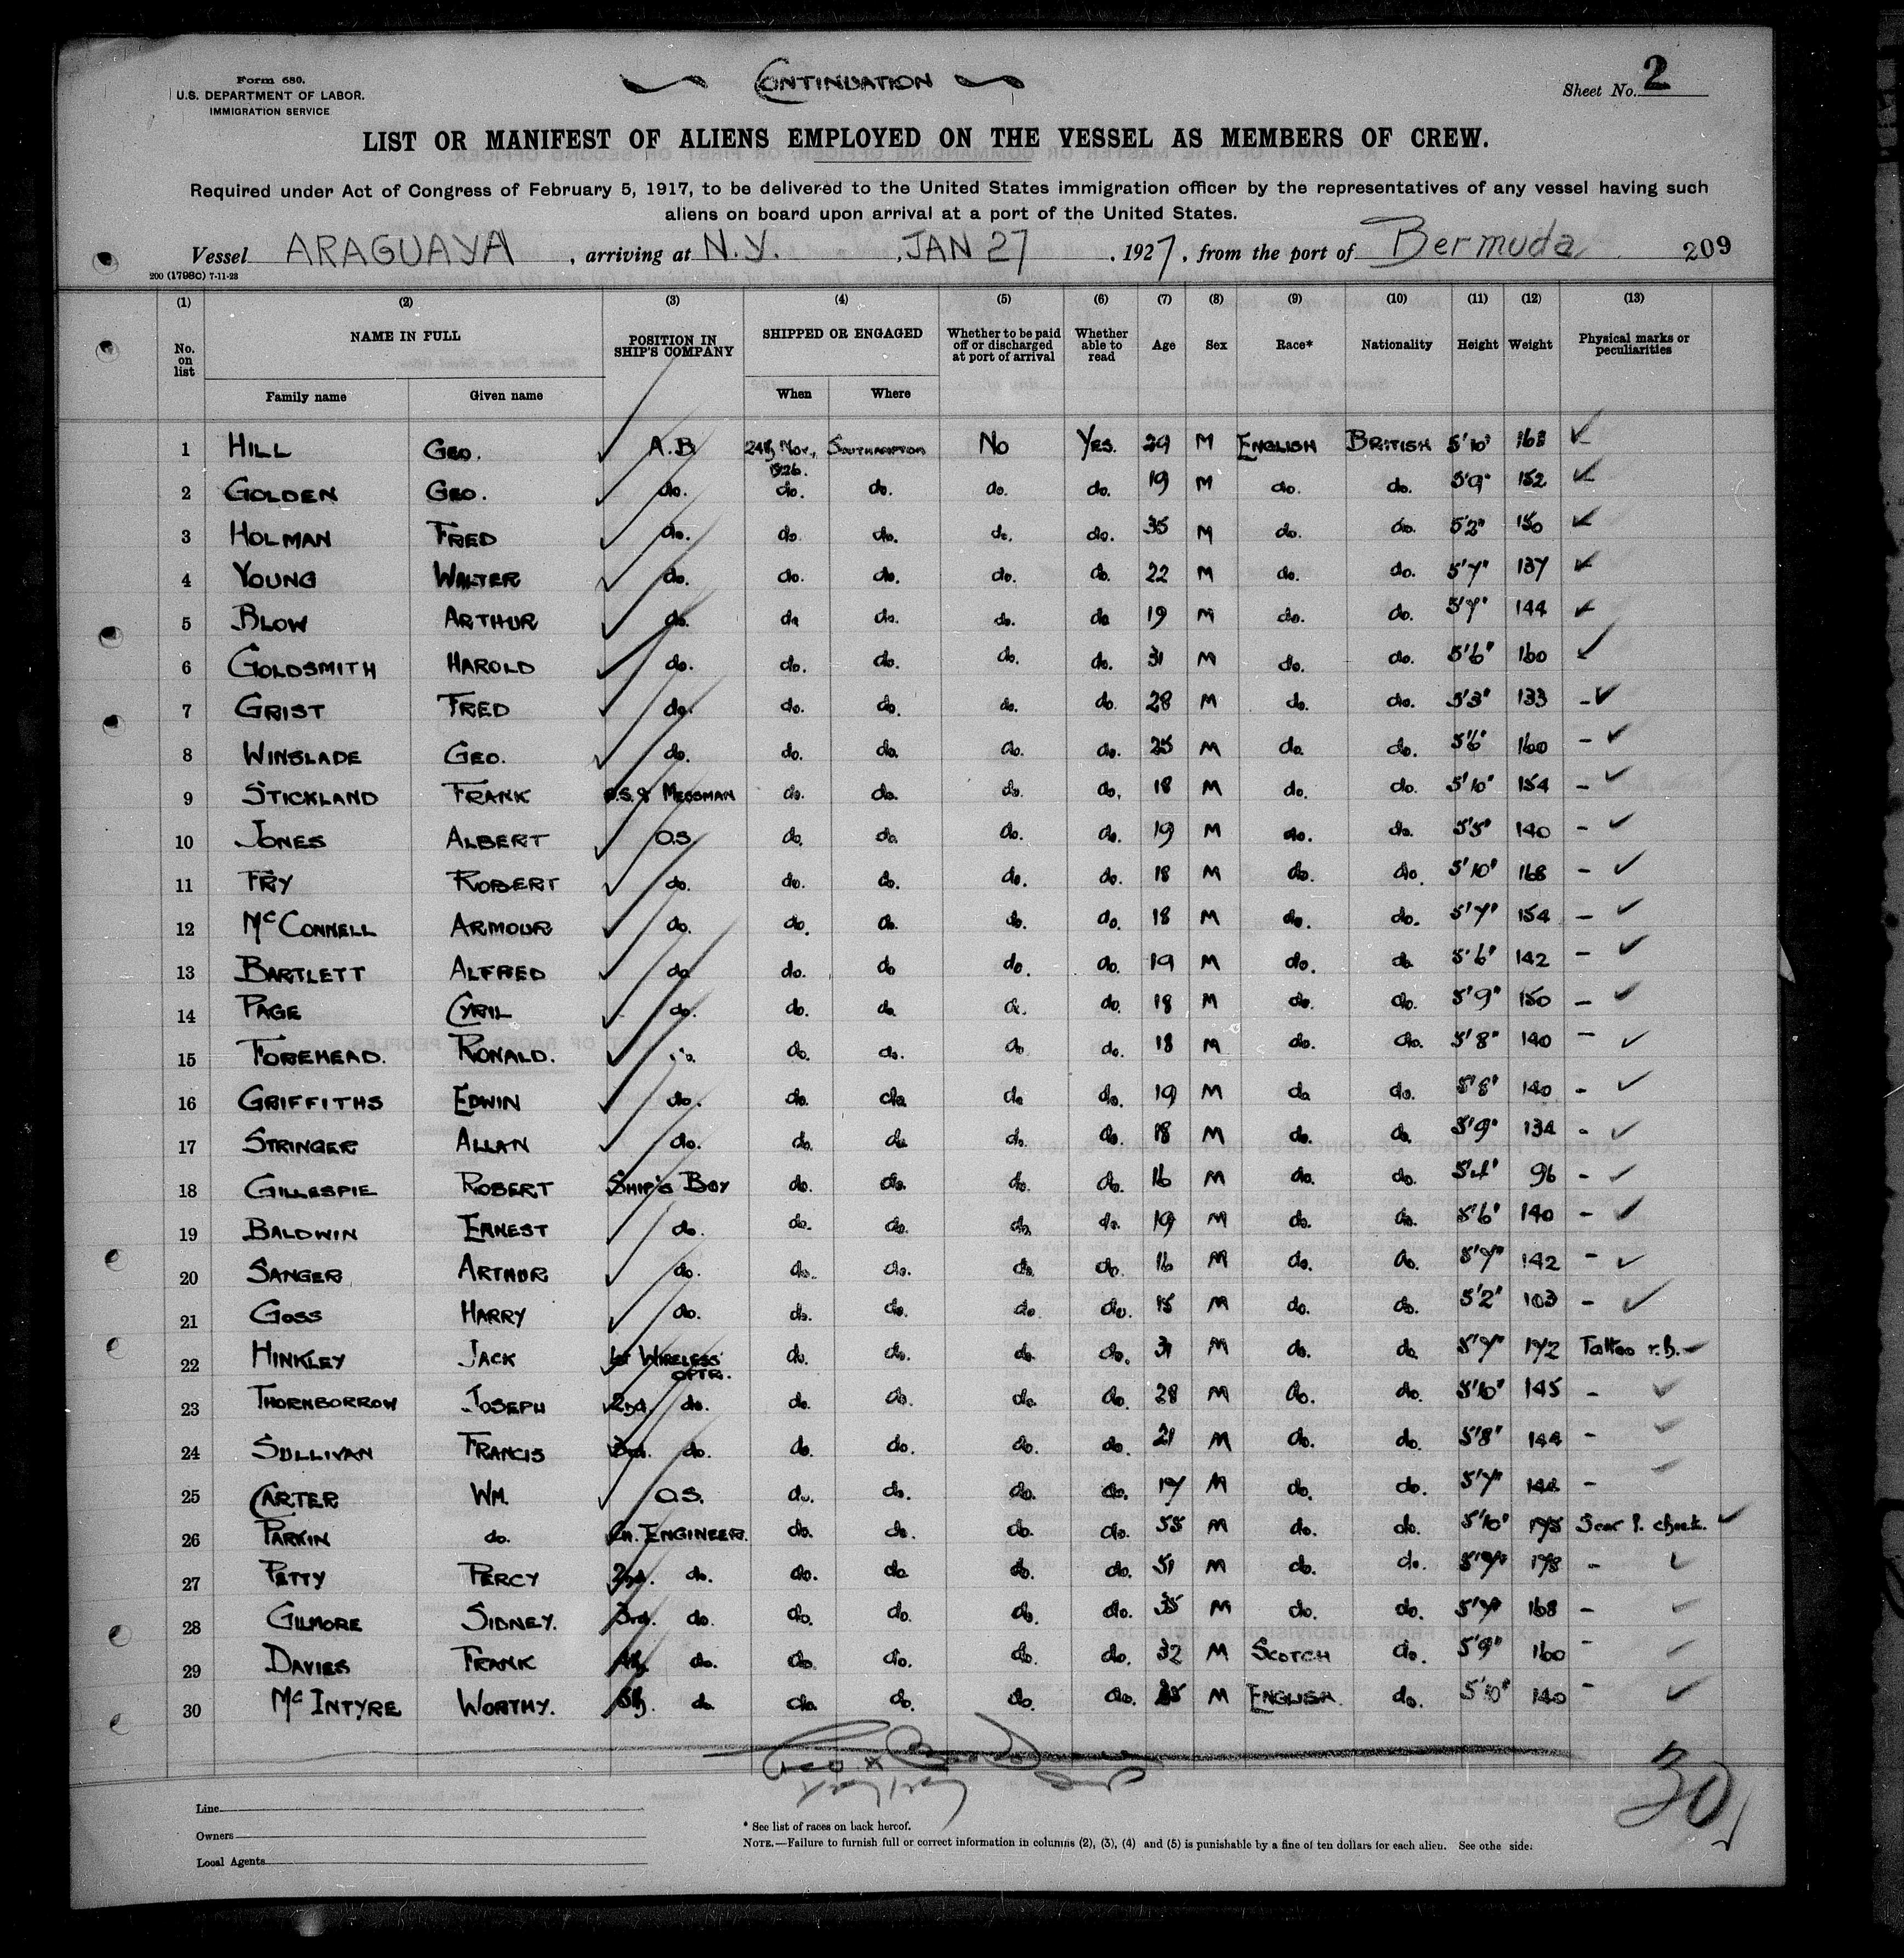 Form 680.
U.S. DEPARTMENT OF LABOR.
IMMIGRATION SERVICE
CONTINUATION
Sheet No. 2
LIST OR MANIFEST OF ALIENS EMPLOYED ON THE VESSEL AS MEMBERS OF CREW.
Required under Act of Congress of February 5, 1917, to be delivered to the United States immigration officer by the representatives of any vessel having such
aliens on board upon arrival at a port of the United States.
Vessel ARAGUAYA, arriving at N.Y. JAN 27, 1927, from the port of Bermuda 209
200 (1798C) 7-11-23
(1) (2) (3) (4) (5) (6) (7) (8) (9) (10) (11) (12) (13)
No. on list NAME IN FULL Family name Given name POSITION IN SHIP'S COMPANY SHIPPED OR ENGAGED When Where Whether to be paid off or discharged at port of arrival Whether able to read Age Sex Race* Nationality Height Weight Physical marks or peculiarities
1 HILL GEO. A.B. 24th Nov., 1926. SOUTHAMPTON NO YES. 29 M ENGLISH BRITISH 5'10" 168
2 GOLDEN GEO. do. do. do. do. do. 19 M do. do. 5'9" 152
3 HOLMAN FRED do. do do. do. do. 35 M do. do. 5'2" 150
4 YOUNG WALTER do. do. do. do. do. 22 M do. do. 5'7" 137
5 BLOW ARTHUR do. do do. do. do 19 M do. do. 5'7" 144
6 GOLDSMITH HAROLD do. do. do. do. do. 31 M do. do. 5'6" 160
7 GRIST FRED do. do. do. do. do. 28 M do. do. 5'3" 133 -
8 WINSLADE GEO. do. do. do. do. do. 25 M do. do. 5'6" 160 -
9 STICKLAND FRANK O.S. & MESSMAN do. do. do. do. 18 M do. do. 5'10" 154 -
10 JONES ALBERT O.S. do. do do. do. 19 M do. do. 5'5" 140 -
11 FRY ROBERT do. do. do. do. do. 18 M do. do. 5'10" 168 -
12 McCONNELL ARMOUR do. do. do. do. do. 18 M do. do. 5'7" 154 -
13 BARTLETT ALFRED do do. do do. do. 19 M do. do 5'6" 142 -
14 PAGE CYRIL do. do. do do. do. 18 M do. do. 5'9" 150 -
15 FOREHEAD. RONALD. do. do. do. do do. 18 M do. do. 5'8" 140 -
16 GRIFFITHS EDWIN do. do. do do do. 19 M do do. 5'8" 140 -
17 STRINGER ALLAN do. do. do do. do. 18 M do. do. 5'9" 134 -
18 GILLESPIE ROBERT SHIP'S BOY do. do. do. do. 16 M do. do. 5'4" 96 -
19 BALDWIN ERNEST do. do. do. do. do. 19 M do. do. 5'6" 140 -
20 SANGER ARTHUR do. do. do. do. do. 16 M do. do. 5'7" 142 -
21 GOSS HARRY do. do. do. do. do. 15 M do. do. 5'2" 103 -
22 HINKLEY JACK 1st WIRELESS OPTR. do. do. do. do. 31 M do. do 5'7" 172 Tattoo r.h.
23 THORNBORROW JOSEPH 2nd. do. do. do. do. do. 28 M do. do. 5'10" 145 -
24 SULLIVAN FRANCIS 3rd. do. do. do. do. do. 21 M do. do. 5'8" 144 -
25 CARTER WM. O.S. do. do. do. do. 17 M do. do. 5'7" -
26 PARKIN do. Ch. ENGINEER. do. do. do. do. 55 M do. do. 5'10" 175 Scar l. cheek.
27 PETTY PERCY 2nd. do. do. do do. do. 51 M do. do. 178 -
28 GILMORE SIDNEY. 3rd. do. do. do. do. do. 35 M do. do. 5'7" 168 -
29 DAVIES FRANK 4th do. do. do. do. do. 32 M SCOTCH do. 5'9" 160 -
30 McINTYRE WORTHY. 5th. do do. do. do. do. M ENGLISH. do. 5'10" 140 -
30
Line
Owners
Local Agents
* See list of races on back hereof.
NOTE.—Failure to furnish full or correct information in columns (2), (3), (4) and (5) is punishable by a fine of ten dollars for each alien. See othe side.